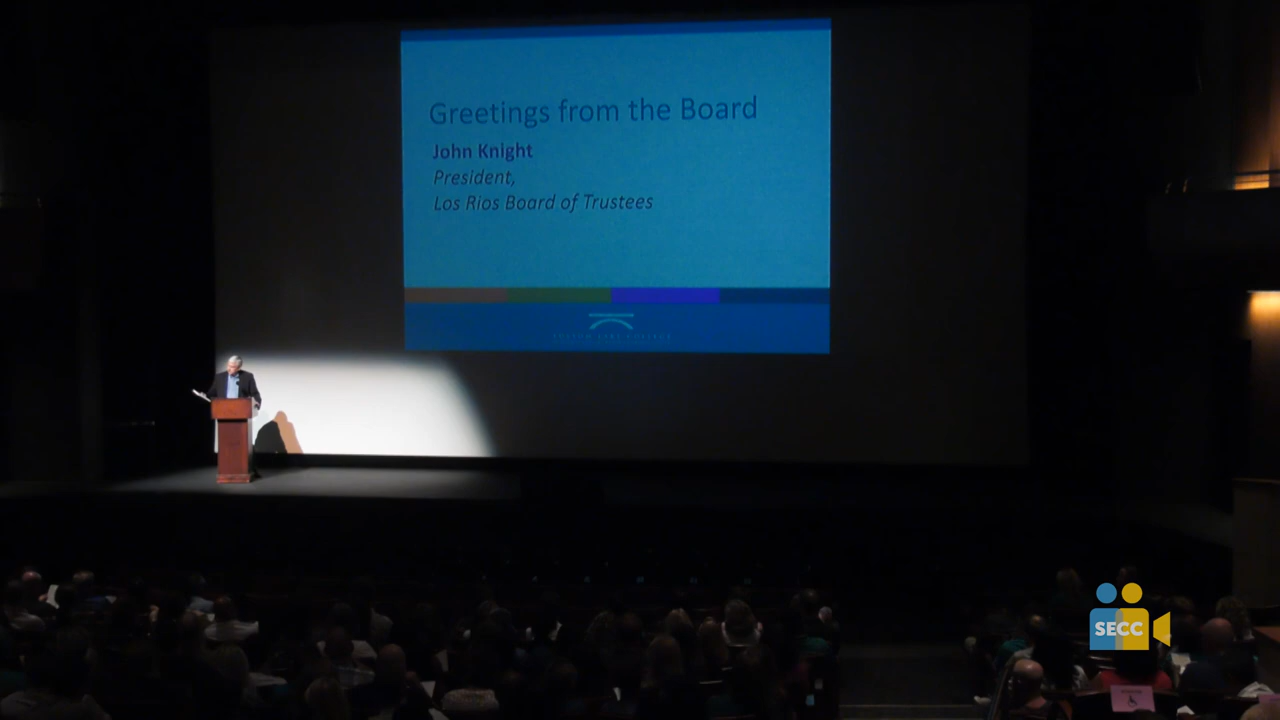 Greetings from the Board
John Knight
President,
Los Rios Board of Trustees
SECC